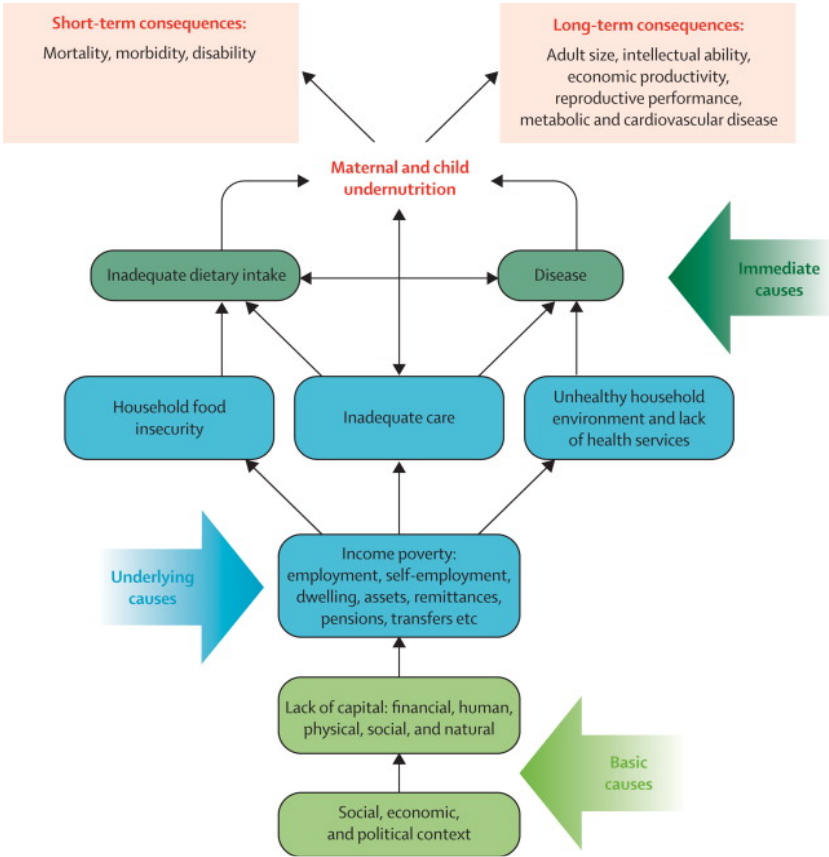 Short-term consequences:
Mortality, morbidity, disability
Long-term consequences:
Adult size, intellectual ability,
economic productivity,
reproductive performance,
metabolic and cardiovascular disease
Maternal and child
undernutrition
Inadequate dietary intake
Disease
Immediate
causes
Household food
insecurity
Inadequate care
Unhealthy household
environment and lack
of health services
Underlying
causes
Income poverty:
employment, self-employment,
dwelling, assets, remittances,
pensions, transfers etc
Lack of capital: financial, human,
physical, social, and natural
Basic
causes
Social, economic,
and political context